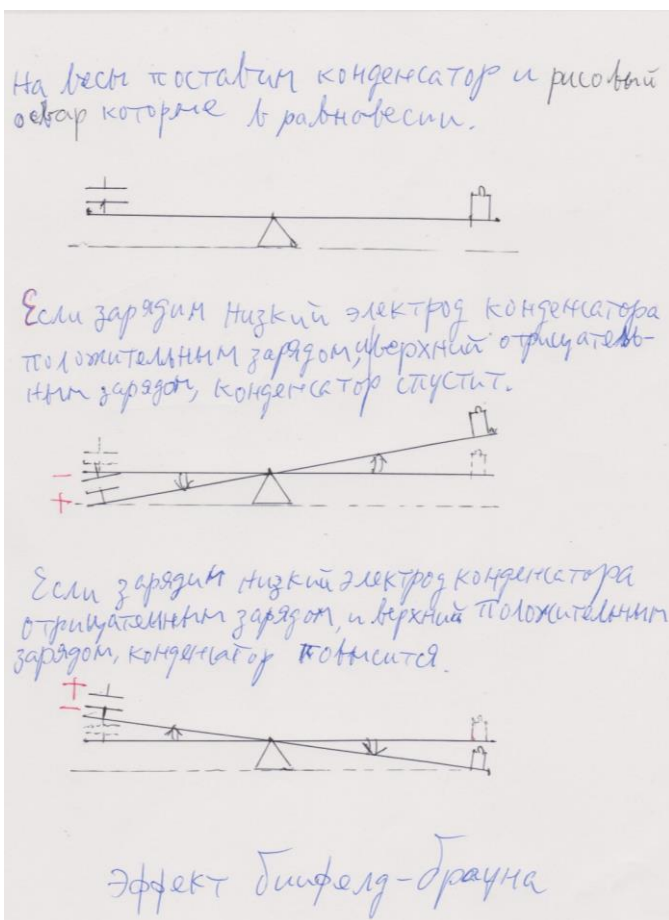 На весы поставим конденсатор и рисовый
отвар которые в равновесии.
Если зарядим низкий электрод конденсатора
положительным зарядом, и верхний отрицатель-
ным зарядом, конденсатор спустит.
−
+
Если зарядим низкий электрод конденсатора
отрицательным зарядом, и верхний положительным
зарядом, конденсатор повысится.
+
−
Эффект Биифелд-Брауна